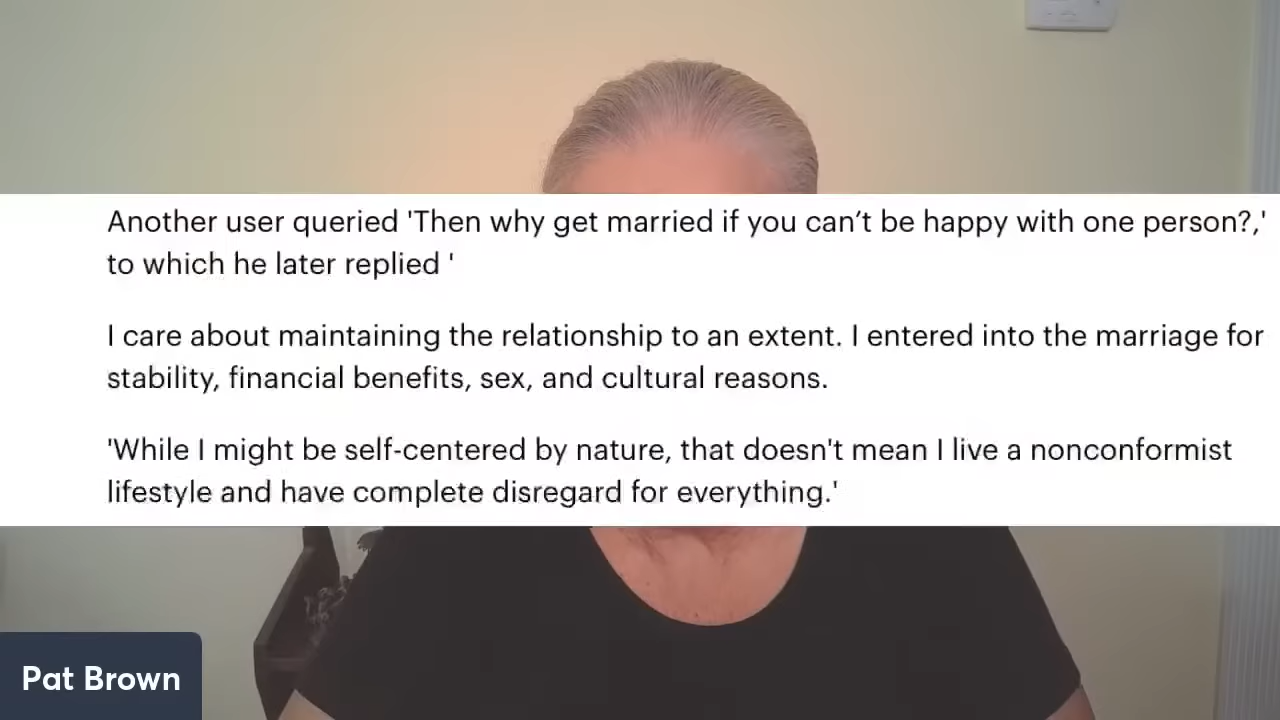 Another user queried 'Then why get married if you can’t be happy with one person?,'
to which he later replied '
I care about maintaining the relationship to an extent. I entered into the marriage for
stability, financial benefits, sex, and cultural reasons.
'While I might be self-centered by nature, that doesn't mean I live a nonconformist
lifestyle and have complete disregard for everything.'
Pat Brown